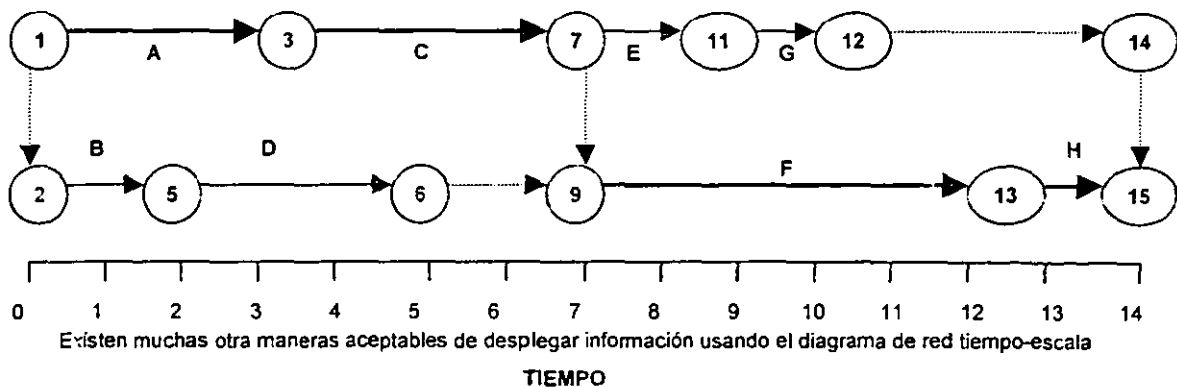 1 3 7 11 12 14
A C E G
B D F H
2 5 6 9 13 15
0 1 2 3 4 5 6 7 8 9 10 11 12 13 14
Existen muchas otra maneras aceptables de desplegar información usando el diagrama de red tiempo-escala
TIEMPO